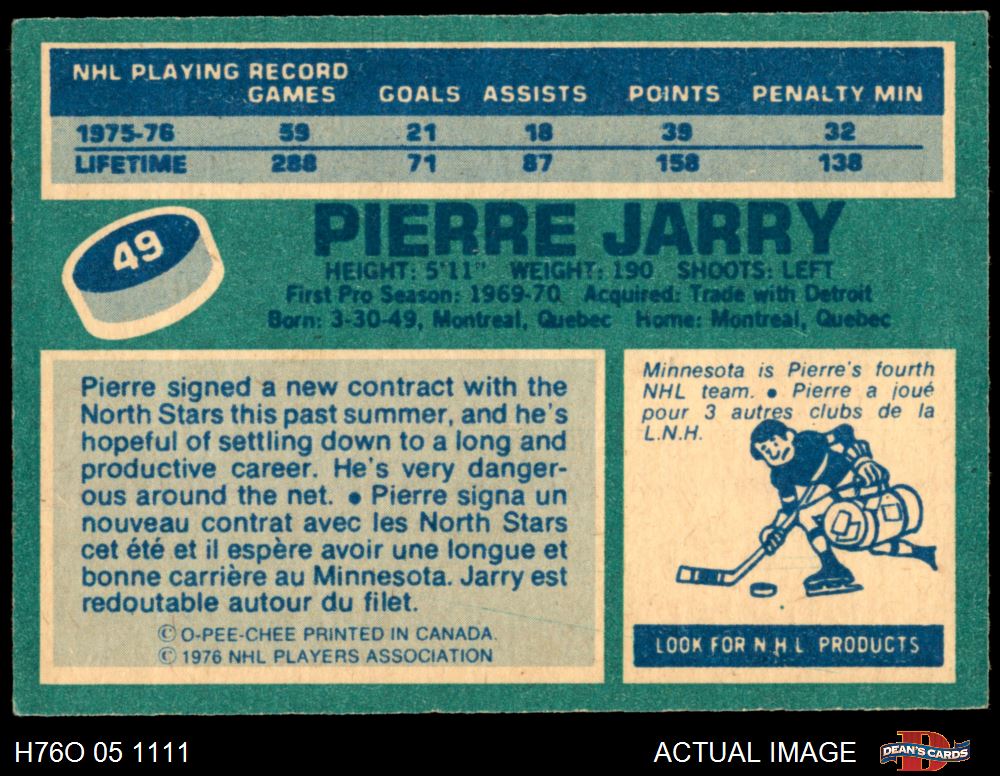 NHL PLAYING RECORD
GAMES GOALS ASSISTS POINTS PENALTY MIN
1975-76 59 21 18 39 32
LIFETIME 288 71 87 158 138
49
PIERRE JARRY
HEIGHT: 5'11" WEIGHT: 190 SHOOTS: LEFT
First Pro Season: 1969-70 Acquired: Trade with Detroit
Born: 3-30-49, Montreal, Quebec Home: Montreal, Quebec
Pierre signed a new contract with the
North Stars this past summer, and he's
hopeful of settling down to a long and
productive career. He's very danger-
ous around the net. • Pierre signa un
nouveau contrat avec les North Stars
cet été et il espère avoir une longue et
bonne carrière au Minnesota. Jarry est
redoutable autour du filet.
© O-PEE-CHEE PRINTED IN CANADA.
© 1976 NHL PLAYERS ASSOCIATION
Minnesota is Pierre's fourth
NHL team. • Pierre a joué
pour 3 autres clubs de la
L.N.H.
LOOK FOR N H L PRODUCTS
H76O 05 1111
ACTUAL IMAGE
D
DEAN'S CARDS